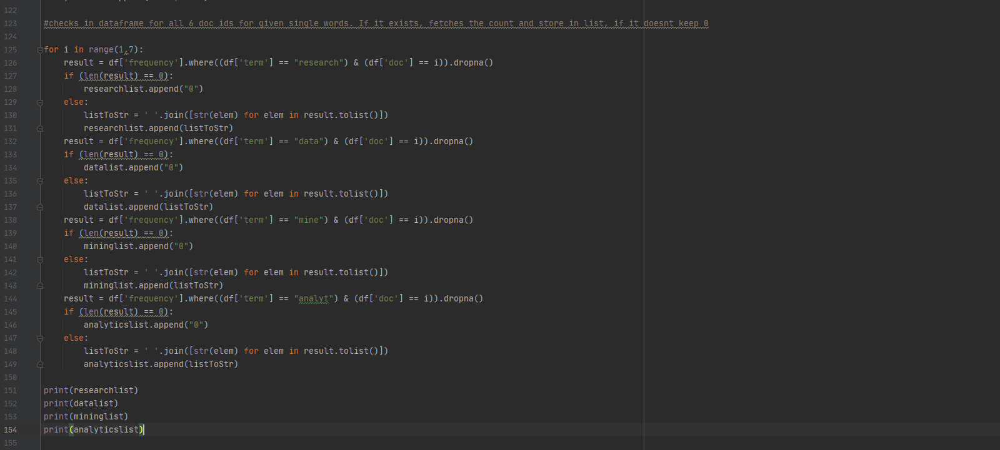 122
123 #checks in dataframe for all 6 doc ids for given single words. If it exists, fetches the count and store in list, if it doesnt keep 0
124
125 for i in range(1,7):
126     result = df['frequency'].where((df['term'] == "research") & (df['doc'] == i)).dropna()
127     if (len(result) == 0):
128         researchlist.append("0")
129     else:
130         listToStr = ' '.join([str(elem) for elem in result.tolist()])
131         researchlist.append(listToStr)
132     result = df['frequency'].where((df['term'] == "data") & (df['doc'] == i)).dropna()
133     if (len(result) == 0):
134         datalist.append("0")
135     else:
136         listToStr = ' '.join([str(elem) for elem in result.tolist()])
137         datalist.append(listToStr)
138     result = df['frequency'].where((df['term'] == "mine") & (df['doc'] == i)).dropna()
139     if (len(result) == 0):
140         mininglist.append("0")
141     else:
142         listToStr = ' '.join([str(elem) for elem in result.tolist()])
143         mininglist.append(listToStr)
144     result = df['frequency'].where((df['term'] == "analyt") & (df['doc'] == i)).dropna()
145     if (len(result) == 0):
146         analyticslist.append("0")
147     else:
148         listToStr = ' '.join([str(elem) for elem in result.tolist()])
149         analyticslist.append(listToStr)
150
151 print(researchlist)
152 print(datalist)
153 print(mininglist)
154 print(analyticslist)
155